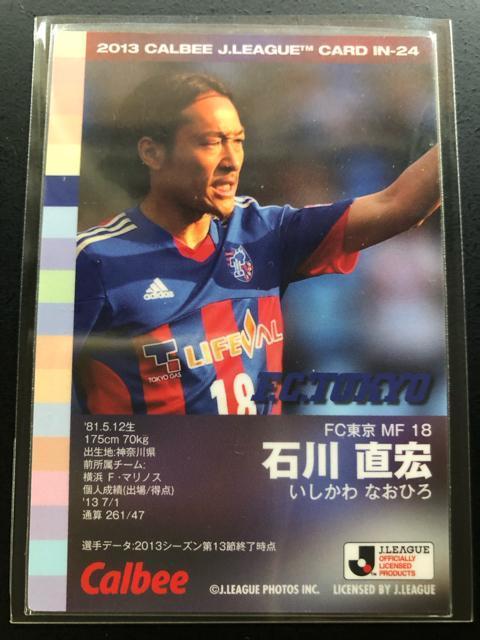 2013 CALBEE J.LEAGUE™ CARD IN-24
adidas
TOKYO GAS
LIFEVAL
18
F.C.TOKYO
FC東京 MF 18
石川 直宏
いしかわ なおひろ
'81.5.12生
175cm 70kg
出生地:神奈川県
前所属チーム:
横浜 F・マリノス
個人成績(出場/得点)
'13 7/1
通算 261/47
選手データ:2013シーズン第13節終了時点
Calbee
J.LEAGUE
OFFICIALLY
LICENSED
PRODUCTS
©J.LEAGUE PHOTOS INC. LICENSED BY J.LEAGUE